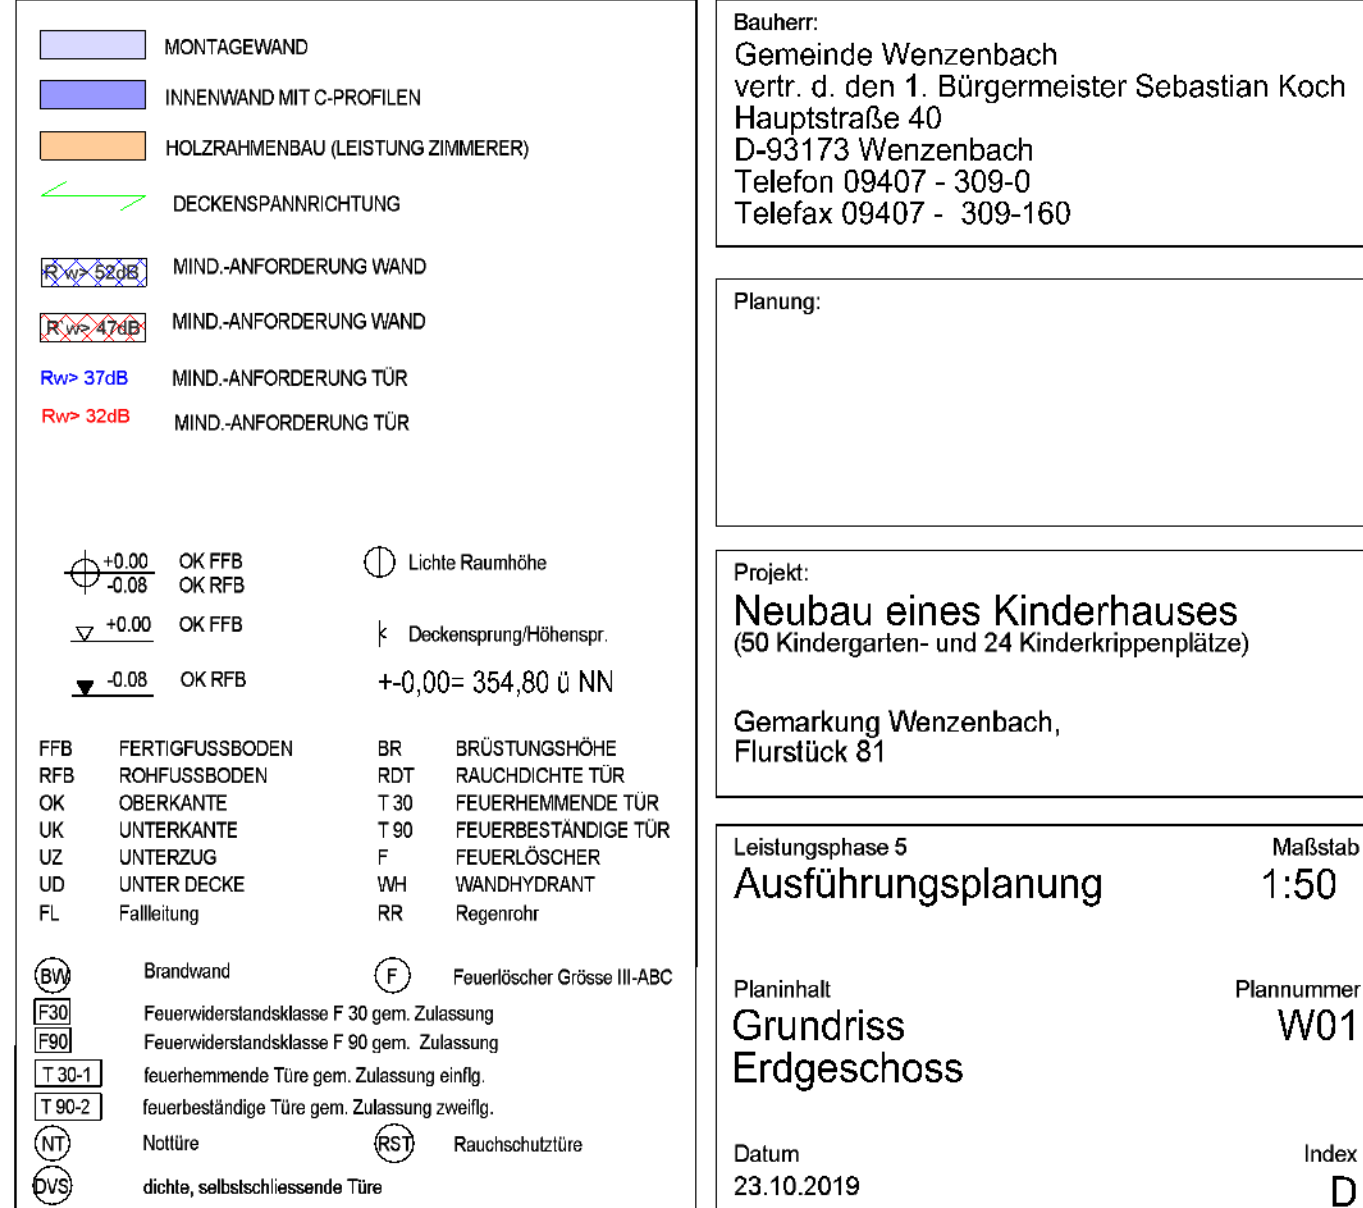 MONTAGEWAND
INNENWAND MIT C-PROFILEN
HOLZRAHMENBAU (LEISTUNG ZIMMERER)
DECKENSPANNRICHTUNG
R`w> 52dB MIND.-ANFORDERUNG WAND
R`w> 47dB MIND.-ANFORDERUNG WAND
Rw> 37dB MIND.-ANFORDERUNG TÜR
Rw> 32dB MIND.-ANFORDERUNG TÜR
+0.00 OK FFB
-0.08 OK RFB
Lichte Raumhöhe
+0.00 OK FFB
Deckensprung/Höhenspr.
-0.08 OK RFB
+-0,00= 354,80 ü NN
FFB FERTIGFUSSBODEN BR BRÜSTUNGSHÖHE
RFB ROHFUSSBODEN RDT RAUCHDICHTE TÜR
OK OBERKANTE T 30 FEUERHEMMENDE TÜR
UK UNTERKANTE T 90 FEUERBESTÄNDIGE TÜR
UZ UNTERZUG F FEUERLÖSCHER
UD UNTER DECKE WH WANDHYDRANT
FL Fallleitung RR Regenrohr
BW Brandwand F Feuerlöscher Grösse III-ABC
F30 Feuerwiderstandsklasse F 30 gem. Zulassung
F90 Feuerwiderstandsklasse F 90 gem. Zulassung
T 30-1 feuerhemmende Türe gem. Zulassung einflg.
T 90-2 feuerbeständige Türe gem. Zulassung zweiflg.
NT Nottüre RST Rauchschutztüre
DVS dichte, selbstschliessende Türe
Bauherr:
Gemeinde Wenzenbach
vertr. d. den 1. Bürgermeister Sebastian Koch
Hauptstraße 40
D-93173 Wenzenbach
Telefon 09407 - 309-0
Telefax 09407 - 309-160
Planung:
Projekt:
Neubau eines Kinderhauses
(50 Kindergarten- und 24 Kinderkrippenplätze)
Gemarkung Wenzenbach,
Flurstück 81
Leistungsphase 5 Maßstab
Ausführungsplanung 1:50
Planinhalt Plannummer
Grundriss W01
Erdgeschoss
Datum Index
23.10.2019 D